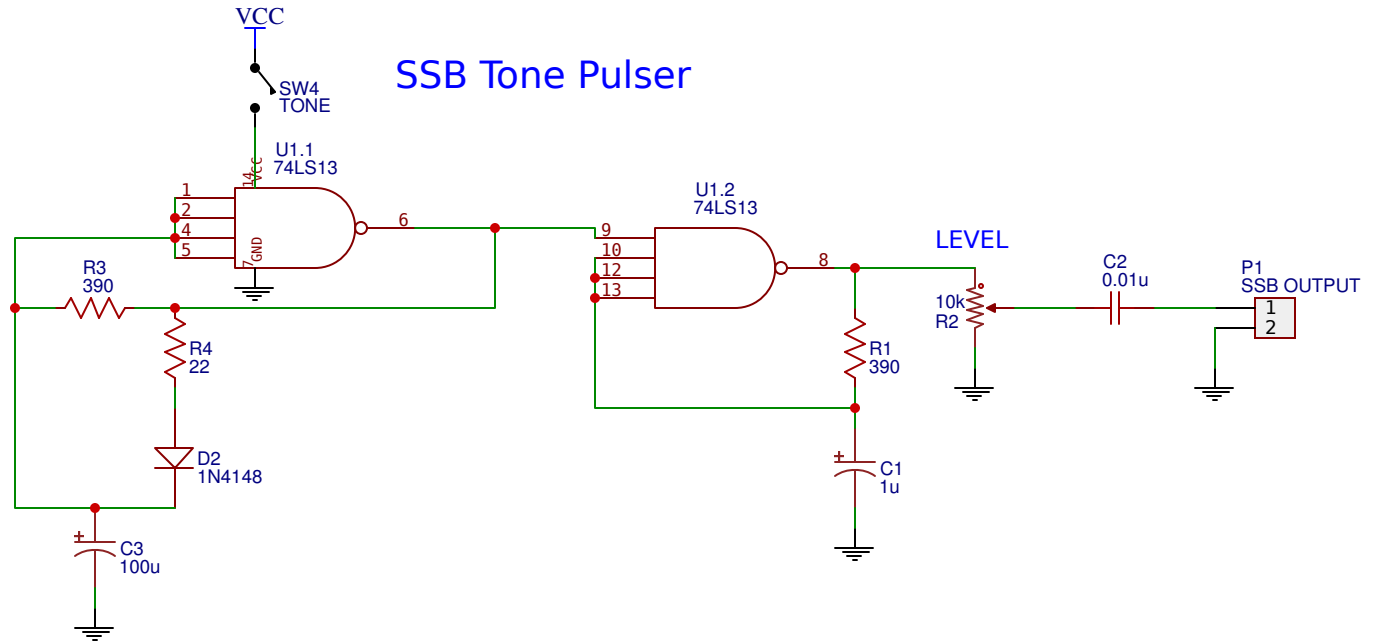 VCC
SSB Tone Pulser
SW4
TONE
U1.1
74LS13
14
VCC
1
2
4
5
7
GND
6
U1.2
74LS13
9
10
12
13
8
LEVEL
R3
390
R4
22
D2
1N4148
+
C3
100u
R1
390
+
C1
1u
10k
R2
C2
0.01u
P1
SSB OUTPUT
1
2